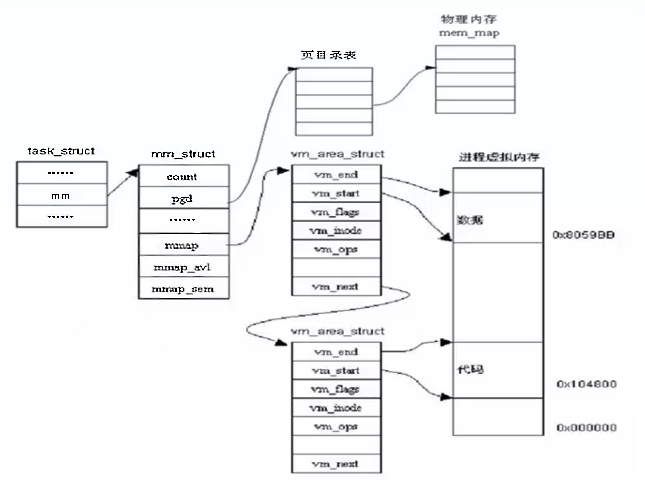 物理内存
mem_map
页目录表
task_struct
······
mm
······
mm_struct
count
pgd
······
mmap
mmap_avl
mmap_sem
vm_area_struct
vm_end
vm_start
vm_flags
vm_inode
vm_ops
vm_next
进程虚拟内存
数据
0x8059BB
vm_area_struct
vm_end
vm_start
vm_flags
vm_inode
vm_ops
vm_next
代码
0x104800
0x000000